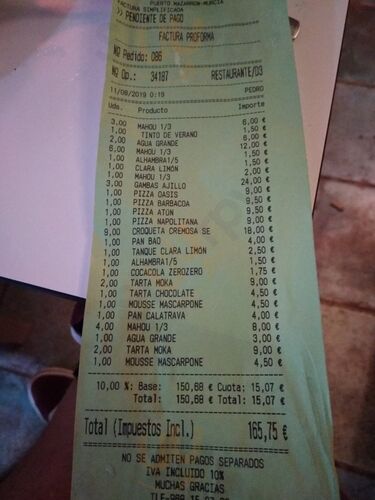 PUERTO MAZARRON-MURCIA
FACTURA SIMPLIFICADA
>> PENDIENTE DE PAGO
FACTURA PROFORMA
Nº Pedido: 086
Nº Op.: 34187 RESTAURANTE/D3
11/08/2019 0:19 PEDRO
Uds. Producto Importe
3,00 MAHOU 1/3 6,00 €
1,00 TINTO DE VERANO 1,50 €
2,00 AGUA GRANDE 6,00 €
6,00 MAHOU 1/3 12,00 €
1,00 ALHAMBRA1/5 1,50 €
1,00 CLARA LIMÓN 1,50 €
1,00 MAHOU 1/3 2,00 €
3,00 GAMBAS AJILLO 24,00 €
1,00 PIZZA OASIS 9,00 €
1,00 PIZZA BARBACOA 9,50 €
1,00 PIZZA ATÚN 9,50 €
1,00 PIZZA NAPOLITANA 9,00 €
9,00 CROQUETA CREMOSA SE 18,00 €
1,00 PAN BAO 4,00 €
1,00 TANQUE CLARA LIMÓN 2,50 €
1,00 ALHAMBRA1/5 1,50 €
1,00 COCACOLA ZEROZERO 1,75 €
2,00 TARTA MOKA 9,00 €
1,00 TARTA CHOCOLATE 4,50 €
1,00 MOUSSE MASCARPONE 4,50 €
1,00 PAN CALATRAVA 4,00 €
4,00 MAHOU 1/3 8,00 €
1,00 AGUA GRANDE 3,00 €
2,00 TARTA MOKA 9,00 €
1,00 MOUSSE MASCARPONE 4,50 €
10,00 %: Base: 150,68 € Cuota: 15,07 €
Total: 150,68 € Total: 15,07 €
Total (Impuestos Incl.) 165,75 €
NO SE ADMITEN PAGOS SEPARADOS
IVA INCLUIDO 10%
MUCHAS GRACIAS